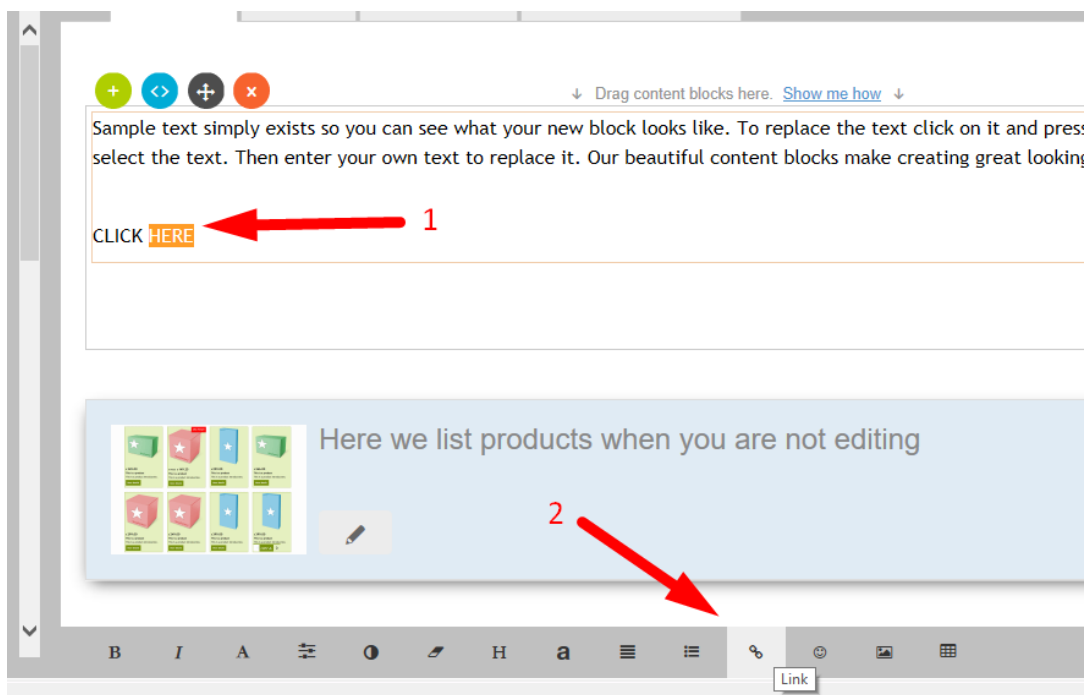 ↓ Drag content blocks here. Show me how ↓
Sample text simply exists so you can see what your new block looks like. To replace the text click on it and press
select the text. Then enter your own text to replace it. Our beautiful content blocks make creating great looking
CLICK HERE
1
Here we list products when you are not editing
2
B I A H a
Link